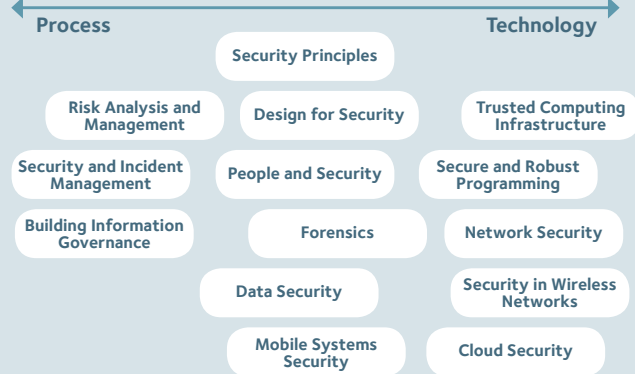 Process
Technology
Security Principles
Risk Analysis and
Management
Design for Security
Trusted Computing
Infrastructure
Security and Incident
Management
People and Security
Secure and Robust
Programming
Building Information
Governance
Forensics
Network Security
Data Security
Security in Wireless
Networks
Mobile Systems
Security
Cloud Security